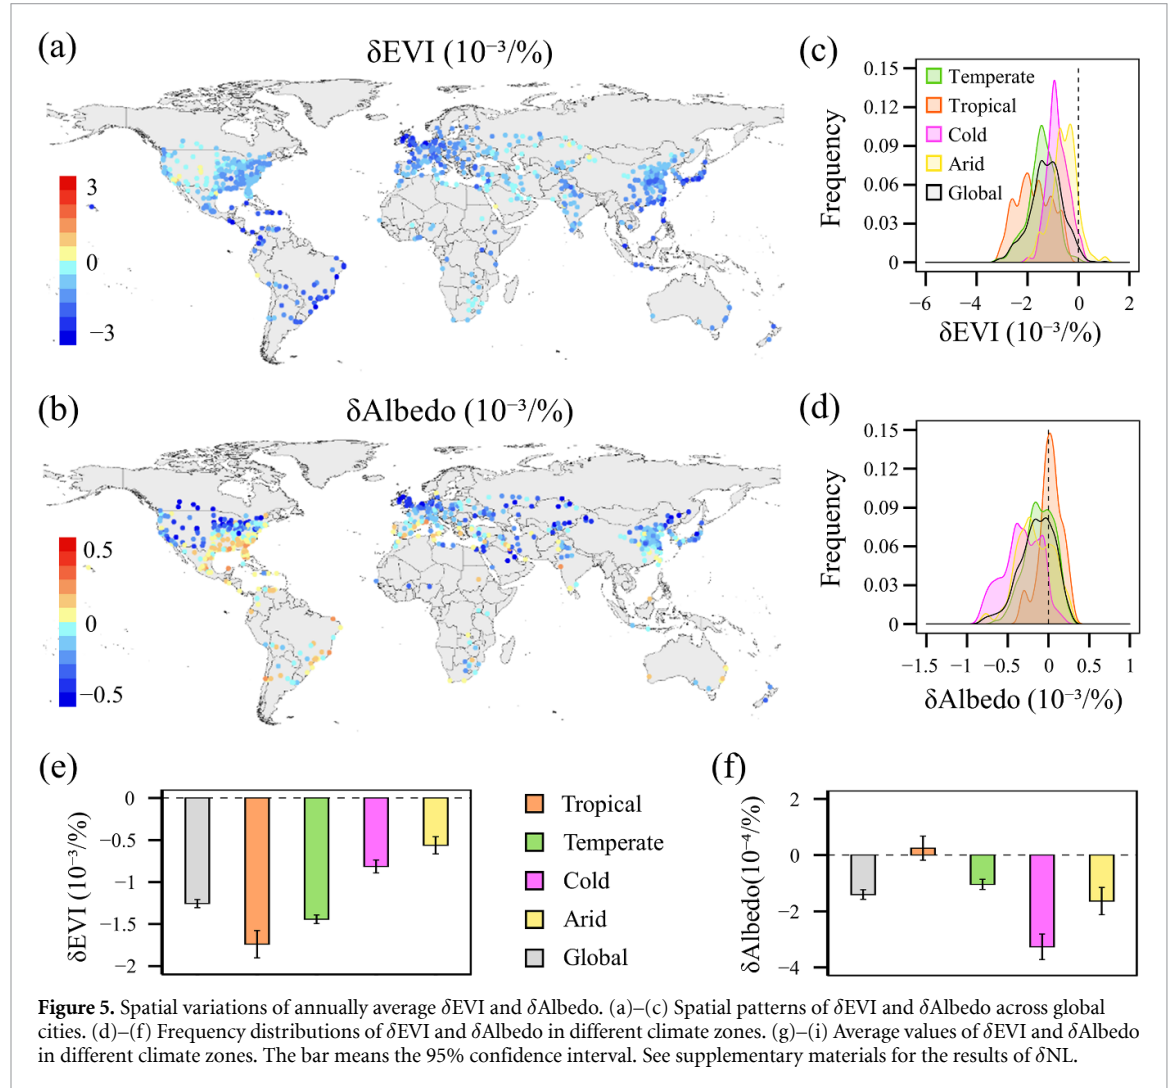 (a)
δEVI (10⁻³/%)
3
0
−3
(c)
Frequency
0.15
0.12
0.09
0.06
0.03
0
Temperate
Tropical
Cold
Arid
Global
−6 −4 −2 0 2
δEVI (10⁻³/%)
(b)
δAlbedo (10⁻³/%)
0.5
0
−0.5
(d)
Frequency
0.15
0.12
0.09
0.06
0.03
0
−1.5 −1 −0.5 0 0.5 1
δAlbedo (10⁻³/%)
(e)
δEVI (10⁻³/%)
0
−0.5
−1
−1.5
−2
Tropical
Temperate
Cold
Arid
Global
(f)
δAlbedo(10⁻⁴/%)
2
0
−2
−4
Figure 5. Spatial variations of annually average δEVI and δAlbedo. (a)–(c) Spatial patterns of δEVI and δAlbedo across global
cities. (d)–(f) Frequency distributions of δEVI and δAlbedo in different climate zones. (g)–(i) Average values of δEVI and δAlbedo
in different climate zones. The bar means the 95% confidence interval. See supplementary materials for the results of δNL.